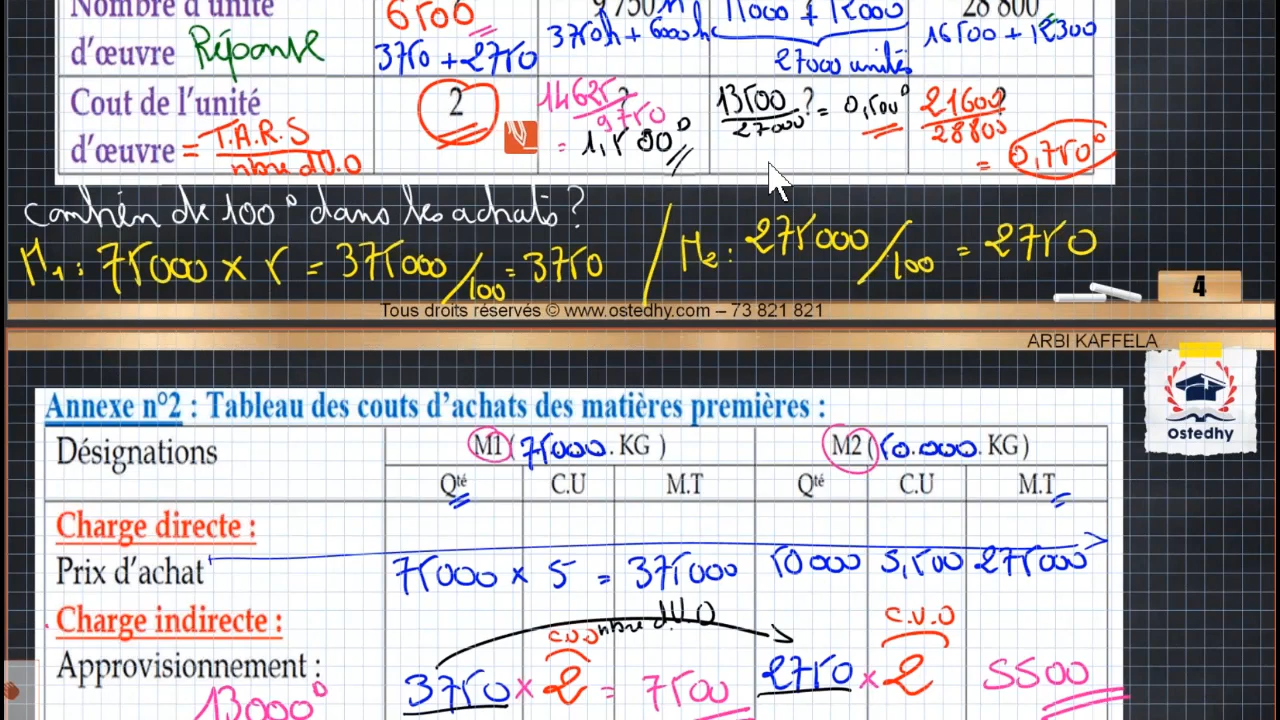 Nombre d'unité 6500 9750 h 11000 + 12000 28 800
d'œuvre Réponse 3750 + 2750 3750h + 6000h 27000 unités 16500 + 12300
Cout de l'unité 2 14625 ? 13500 ? = 0,500° 21600 ?
d'œuvre = T.A.R.S / nbre d'U.O 9750 = 1,500° 27000 28800 = 0,750°
combien de 100° dans les achats ?
M1 : 75000 × 5 = 375000 / 100 = 3750 / M2 : 275000 / 100 = 2750
4
Tous droits réservés © www.ostedhy.com – 73 821 821
ARBI KAFFELA
Ostedhy
Annexe n°2 : Tableau des couts d'achats des matières premières :
Désignations M1 ( 75000. KG ) M2 ( 50.000. KG )
Qté C.U M.T Qté C.U M.T
Charge directe :
Prix d'achat 75000 × 5 = 375000 50000 5,500 275000
Charge indirecte : C.U.O nbre d'U.O C.U.O
Approvisionnement : 3750 × 2 = 7500 2750 × 2 5500
13000°